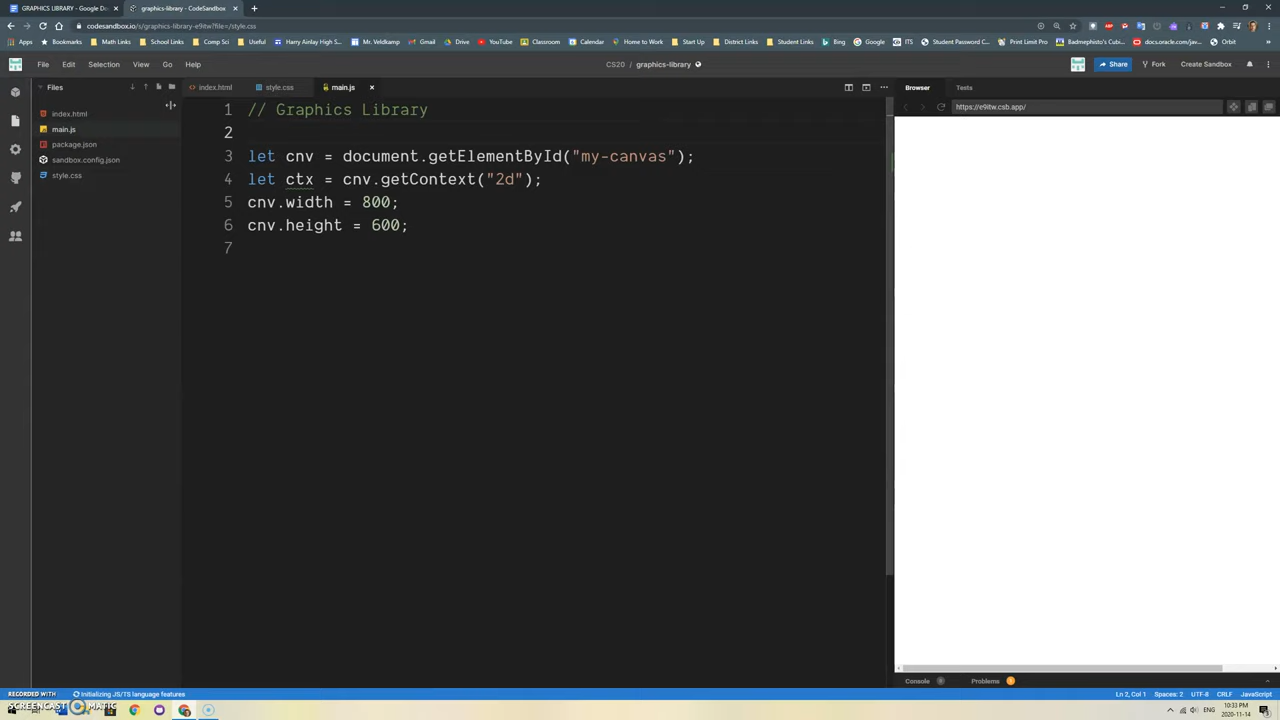 GRAPHICS LIBRARY - Google Do
graphics-library - CodeSandbox
codesandbox.io/s/graphics-library-e9itw?file=/style.css
Apps
Bookmarks
Math Links
School Links
Comp Sci
Useful
Harry Ainlay High S
Mr. Veldkamp
Gmail
Drive
YouTube
Classroom
Calendar
Home to Work
Start Up
District Links
Student Links
Bing
Google
ITS
Student Password C
Print Limit Pro
Badmephisto's Cubi
docs.oracle.com/jav
Orbit
File
Edit
Selection
View
Go
Help
CS20 / graphics-library
Share
Fork
Create Sandbox
Files
index.html
style.css
main.js
Browser
Tests
https://e9itw.csb.app/
index.html
main.js
package.json
sandbox.config.json
style.css
1 // Graphics Library
2
3 let cnv = document.getElementById("my-canvas");
4 let ctx = cnv.getContext("2d");
5 cnv.width = 800;
6 cnv.height = 600;
7
Console
Problems
RECORDED WITH
SCREENCAST MATIC
Initializing JS/TS language features
Ln 2, Col 1
Spaces: 2
UTF-8
CRLF
JavaScript
ENG
10:33 PM
2020-11-14